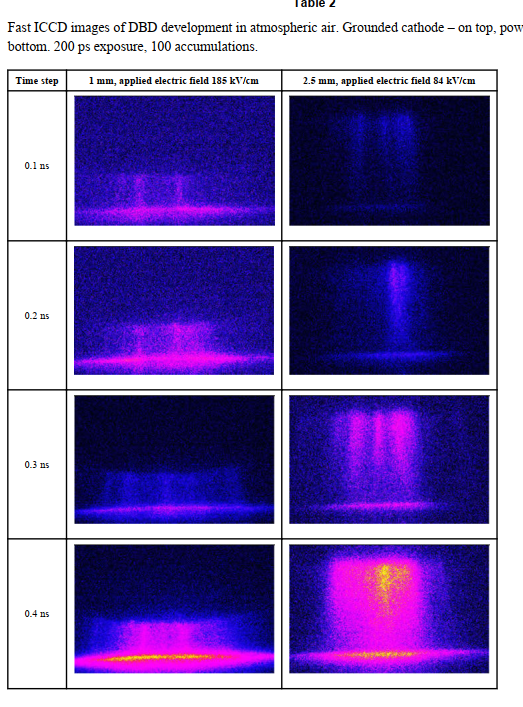 Table 2
Fast ICCD images of DBD development in atmospheric air. Grounded cathode – on top, pow
bottom. 200 ps exposure, 100 accumulations.
Time step 1 mm, applied electric field 185 kV/cm 2.5 mm, applied electric field 84 kV/cm
0.1 ns
0.2 ns
0.3 ns
0.4 ns